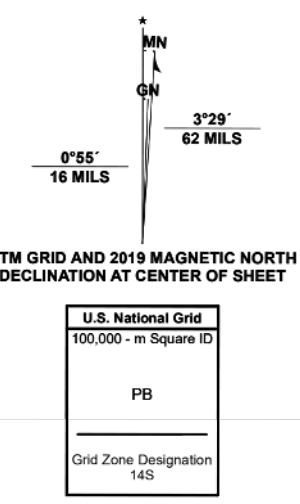 MN
GN
3°29´
62 MILS
0°55´
16 MILS
TM GRID AND 2019 MAGNETIC NORTH
DECLINATION AT CENTER OF SHEET
U.S. National Grid
100,000 - m Square ID
PB
Grid Zone Designation
14S